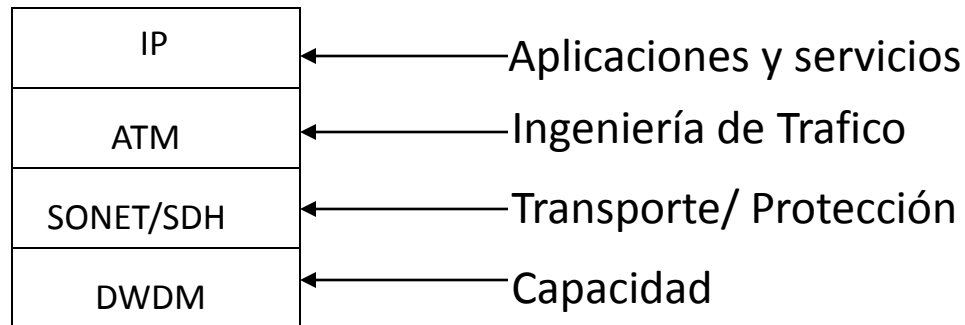 IP
Aplicaciones y servicios
ATM
Ingeniería de Trafico
SONET/SDH
Transporte/ Protección
DWDM
Capacidad